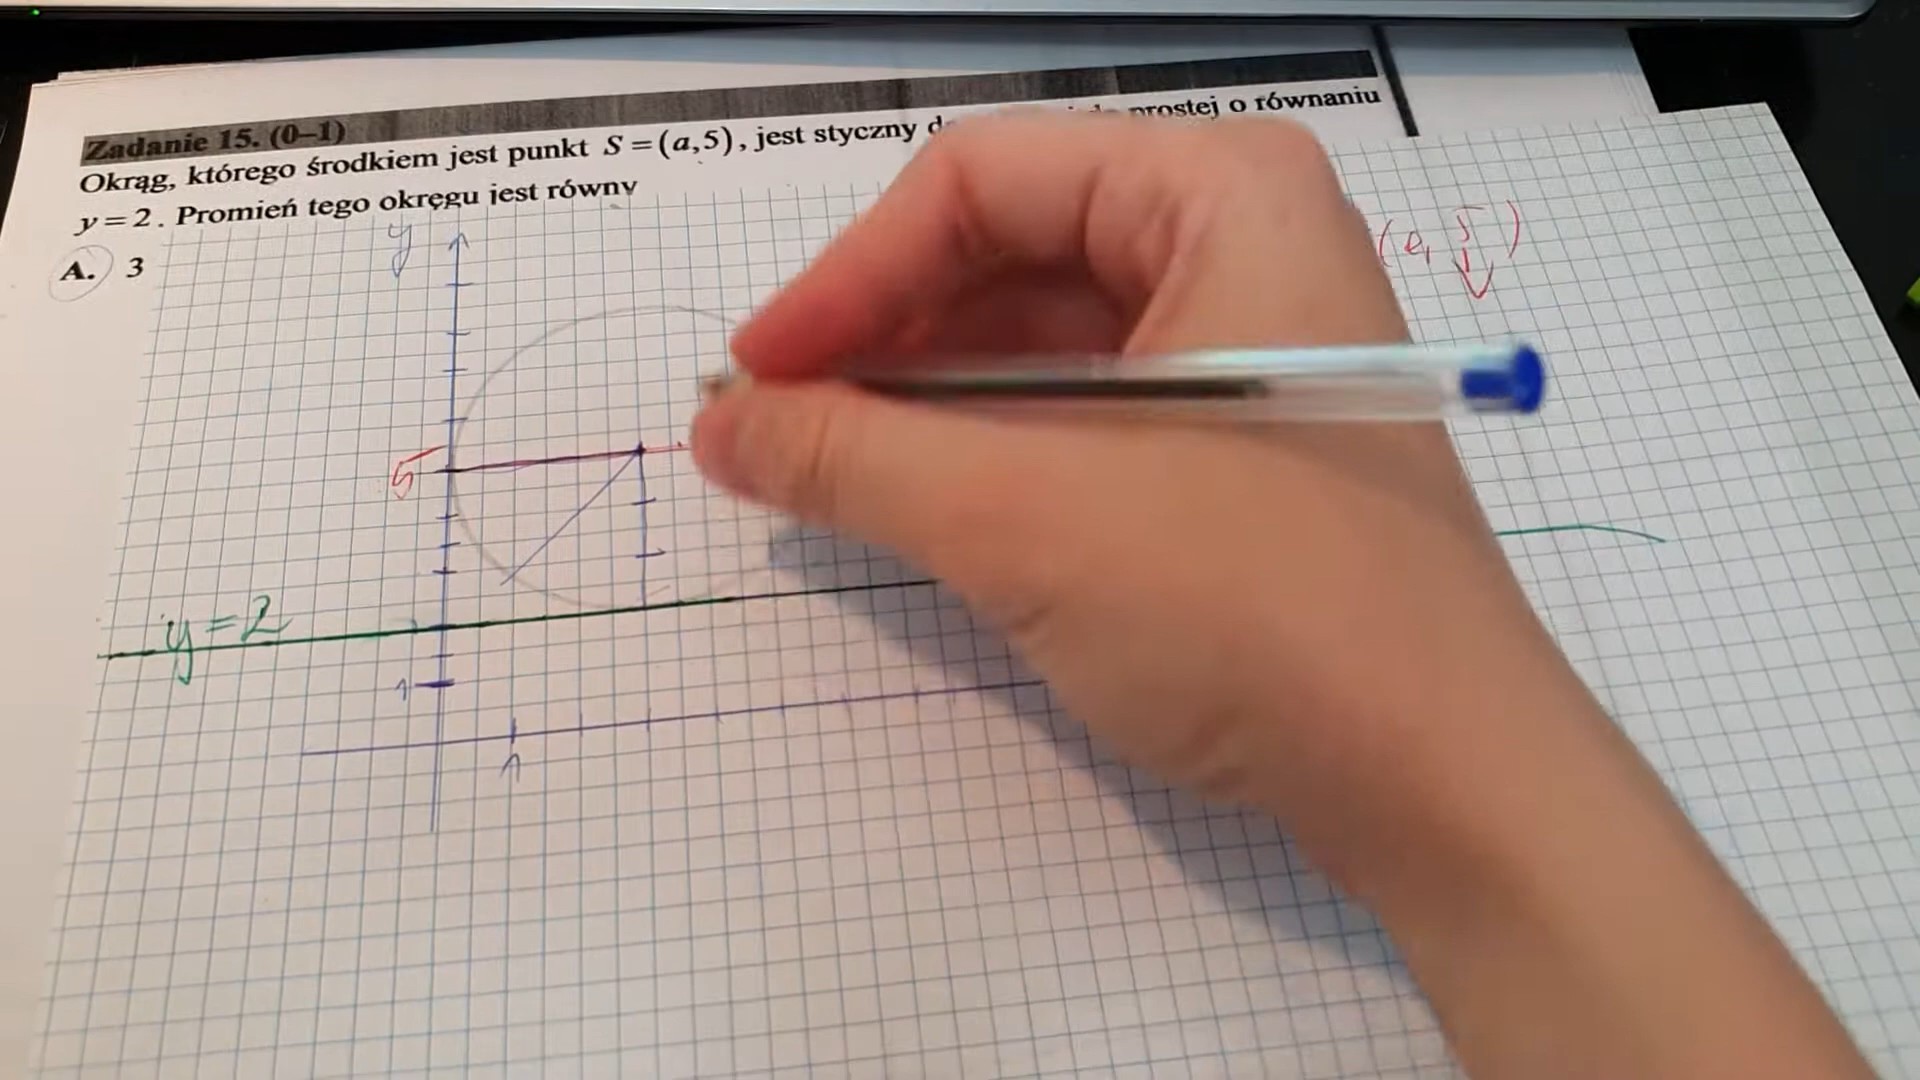 Zadanie 15. (0–1)
Okrąg, którego środkiem jest punkt S = (a,5), jest styczny prostej o równaniu
y = 2. Promień tego okręgu jest równy
A. 3
y
5
y = 2
1
1